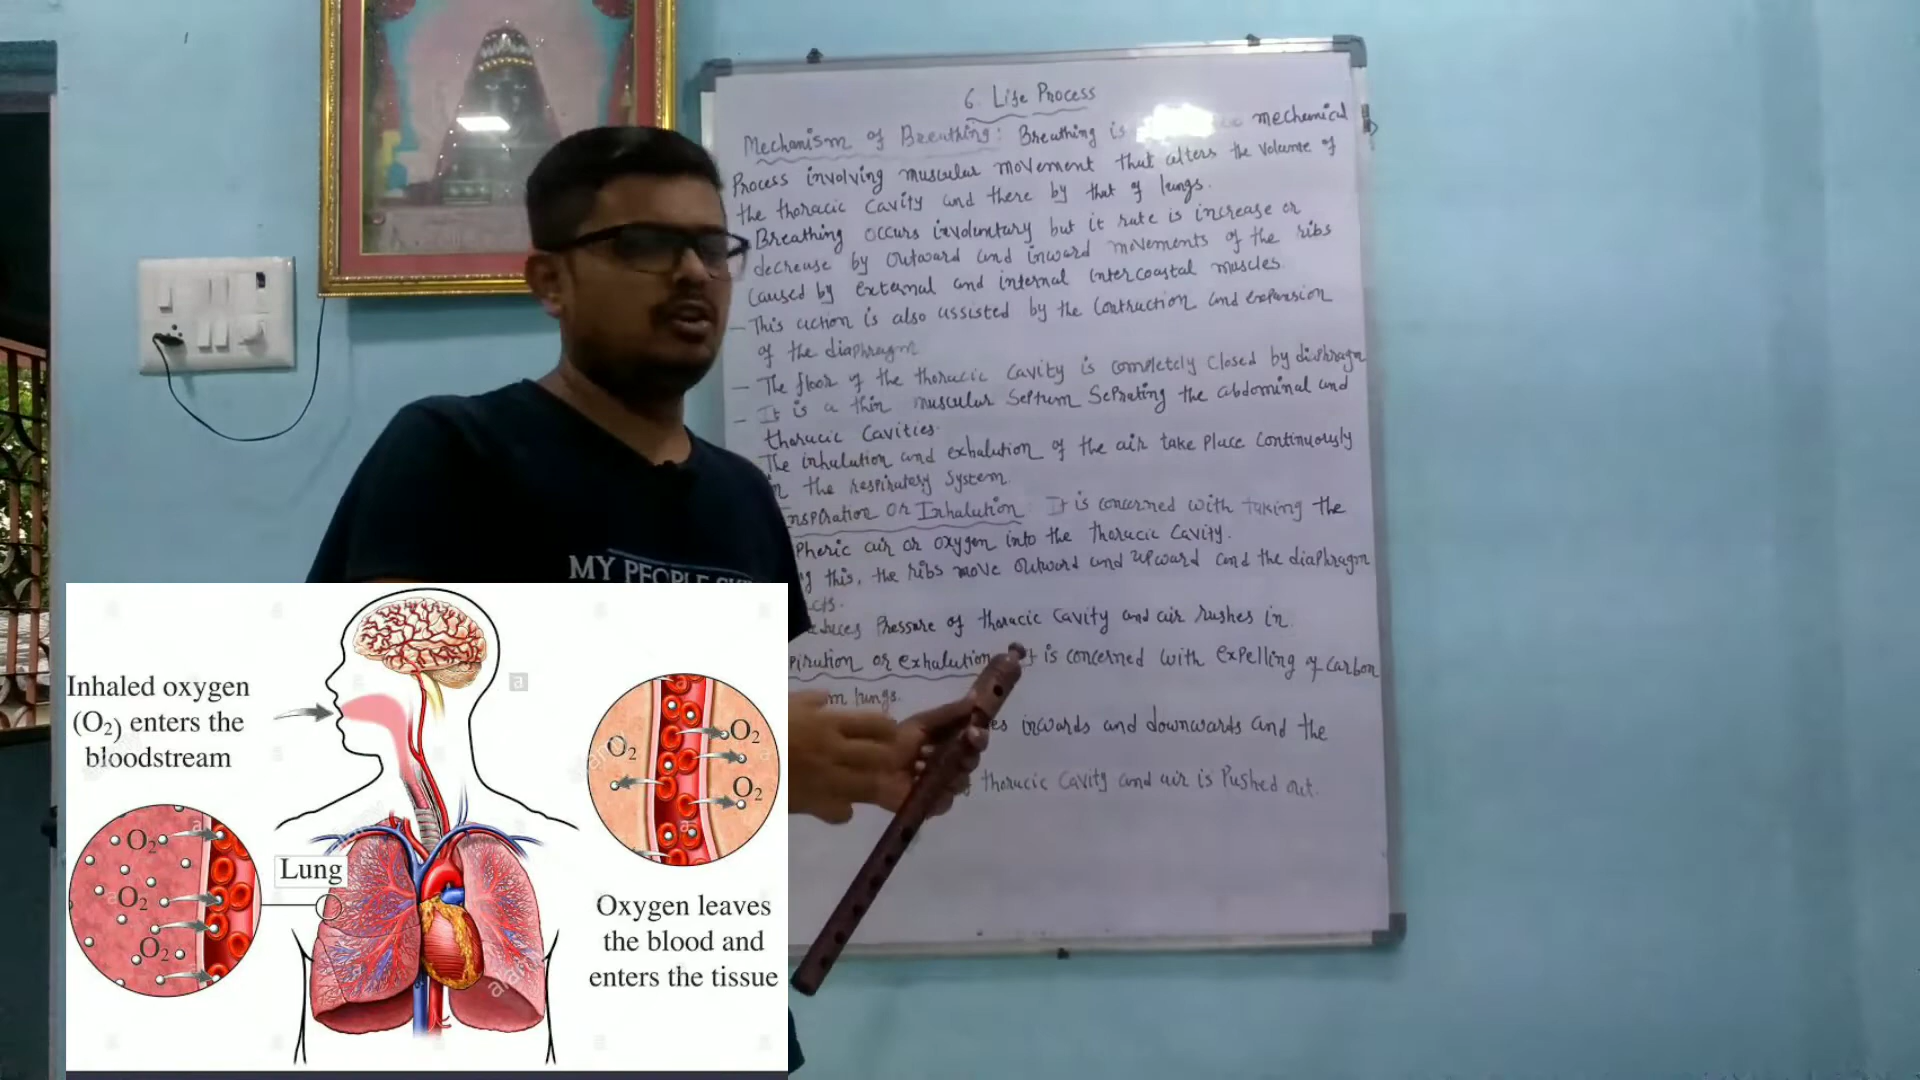 6. Life Process
Mechanism of Breathing: Breathing is mechanical
Process involving muscular movement that alters the volume of
the thoracic cavity and there by that of lungs.
Breathing occurs involuntary but it rate is increase or
decrease by outward and inward movements of the ribs
caused by external and internal intercoastal muscles.
- This action is also assisted by the contraction and expansion
of the diaphragm
- The floor of the thoracic cavity is completely closed by diaphragm
- It is a thin muscular septum seprating the abdominal and
thoracic cavities.
The inhalation and exhalation of the air take place continuously
in the respiratory system.
Inspiration or Inhalation: It is concerned with taking the
pheric air or oxygen into the thoracic cavity.
this, the ribs move outward and upward and the diaphragm
cts.
educes pressure of thoracic cavity and air rushes in.
piration or exhalation It is concerned with expelling of carbon
m lungs.
es inwards and downwards and the
thoracic cavity and air is pushed out.
MY PEOPLE
Inhaled oxygen
(O2) enters the
bloodstream
O2
O2
O2
Lung
O2
O2
O2
Oxygen leaves
the blood and
enters the tissue
a
alamy